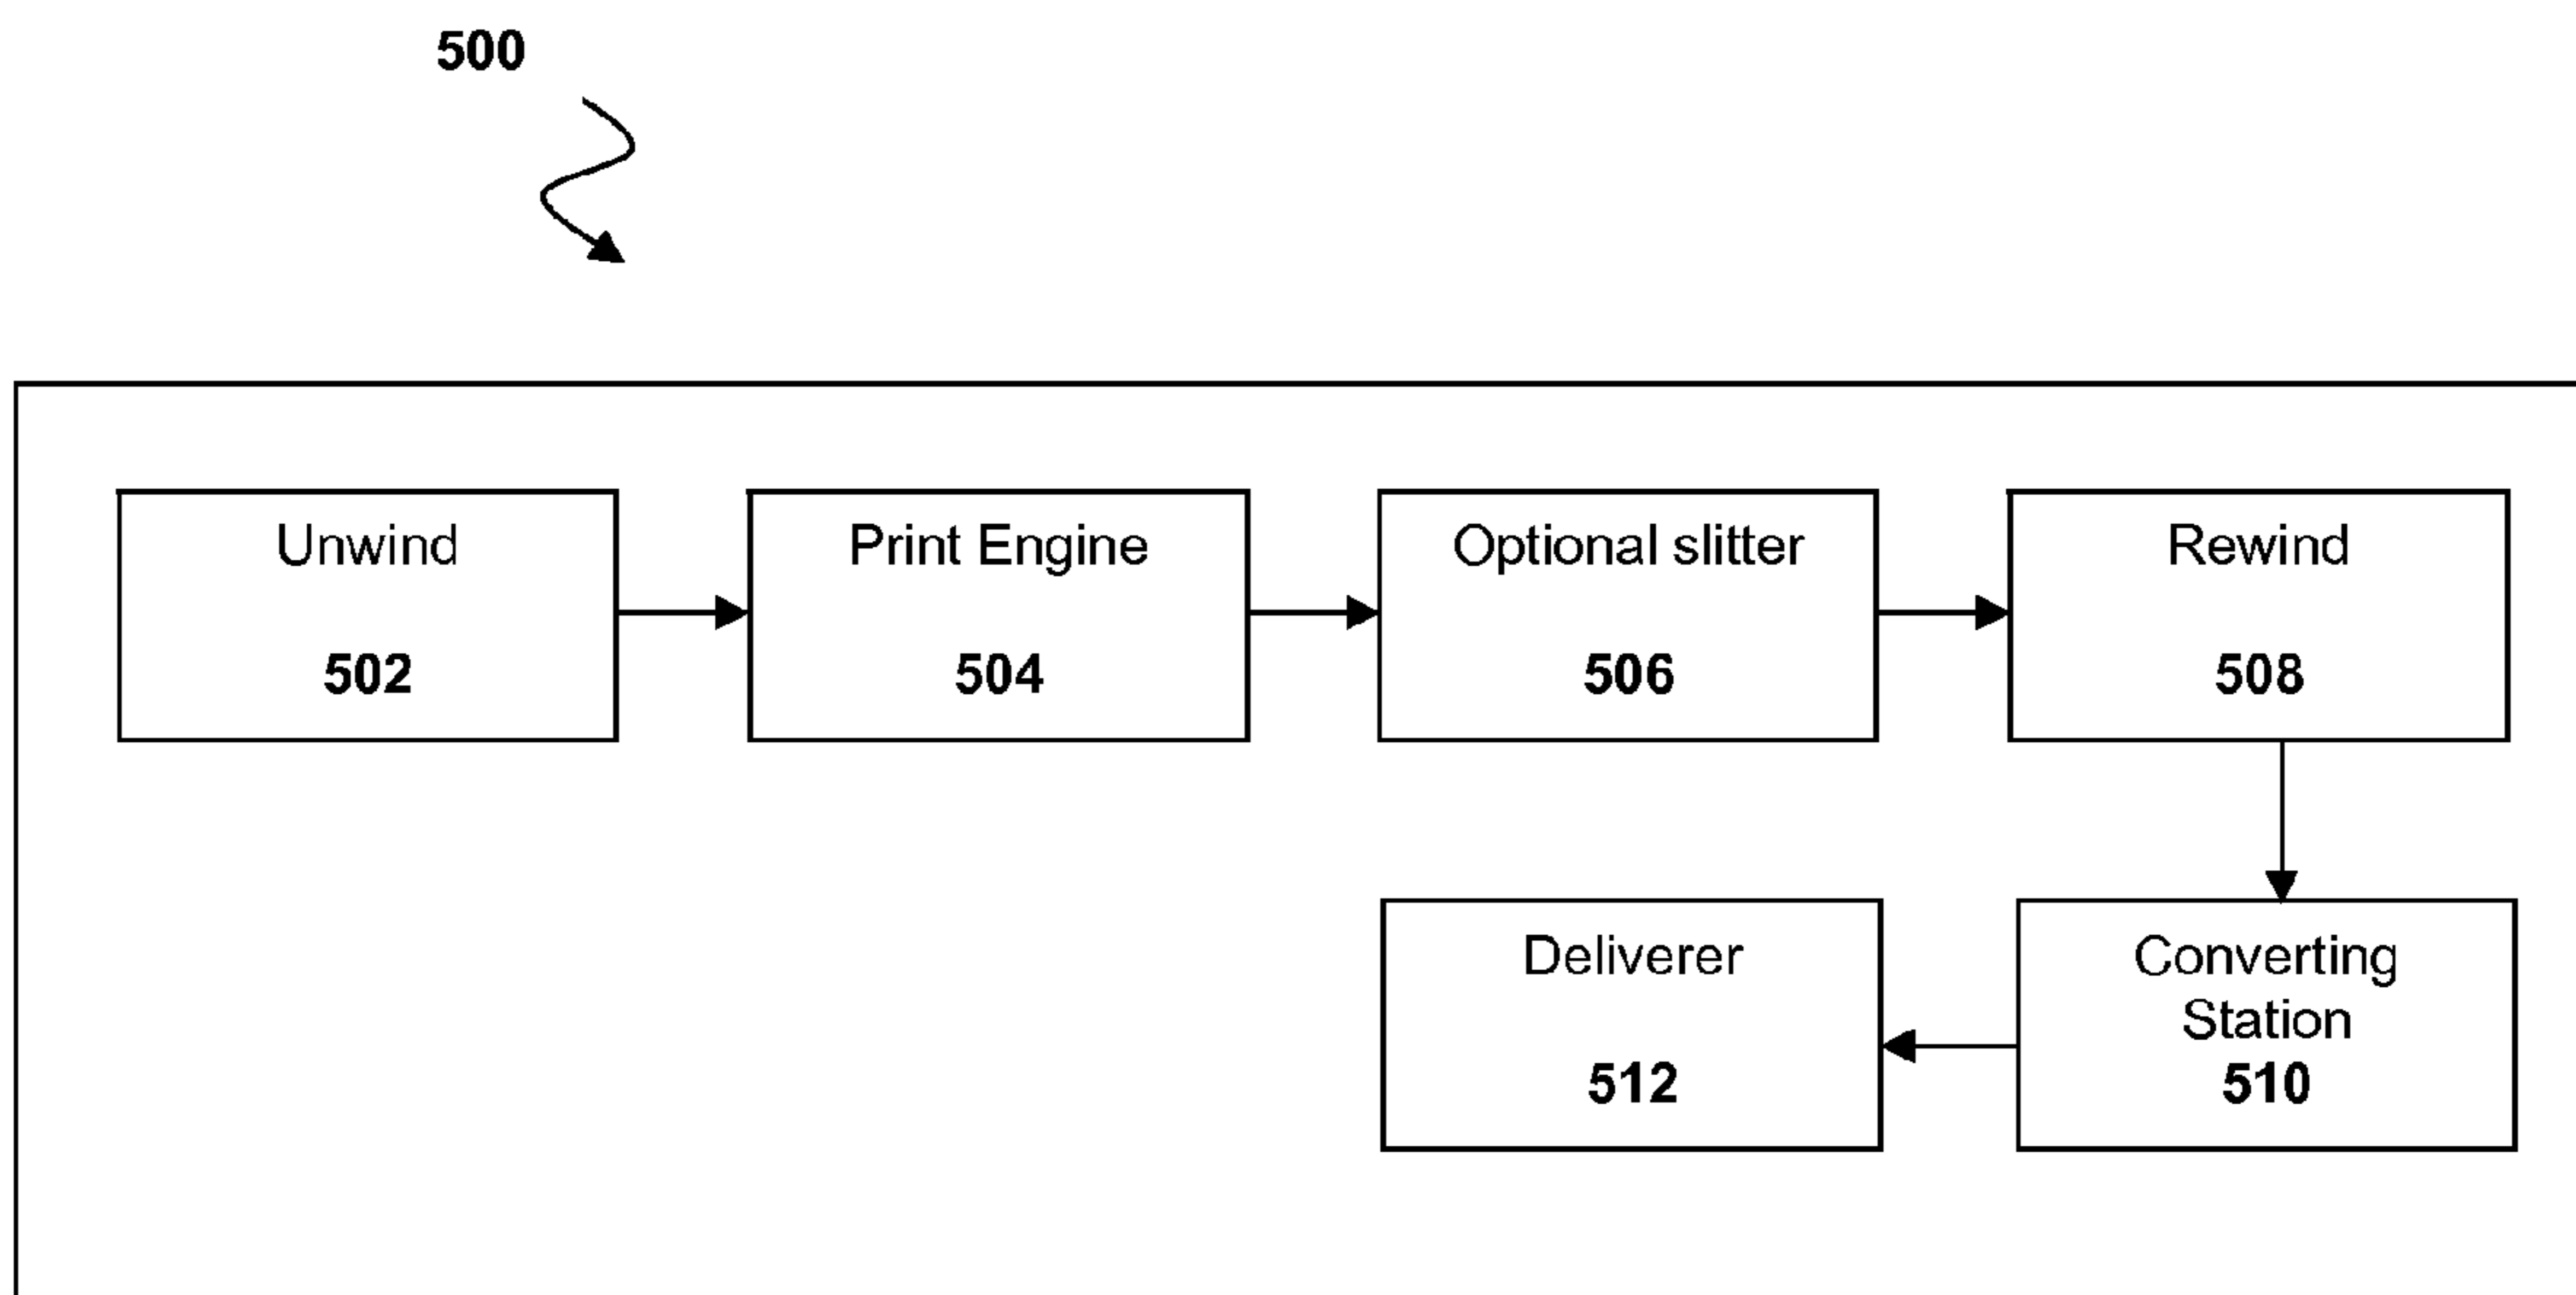 500
Unwind
502
Print Engine
504
Optional slitter
506
Rewind
508
Converting
Station
510
Deliverer
512